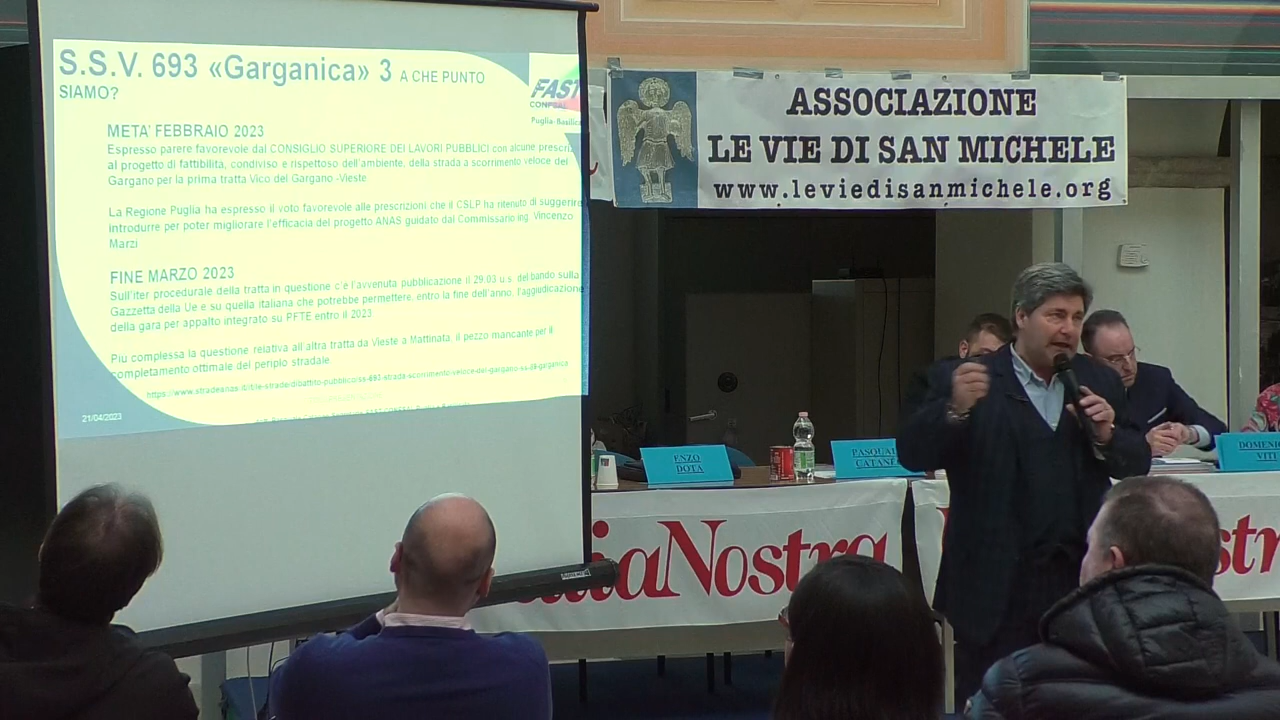 S.S.V. 693 «Garganica» 3 A CHE PUNTO
SIAMO?
FAST
CONFSAL
Puglia-Basilica
META' FEBBRAIO 2023
Espresso parere favorevole dal CONSIGLIO SUPERIORE DEI LAVORI PUBBLICI con alcune prescriz
al progetto di fattibilità, condiviso e rispettoso dell'ambiente, della strada a scorrimento veloce del
Gargano per la prima tratta Vico del Gargano -Vieste.
La Regione Puglia ha espresso il voto favorevole alle prescrizioni che il CSLP ha ritenuto di suggerire
introdurre per poter migliorare l'efficacia del progetto ANAS guidato dal Commissario ing. Vincenzo
Marzi
FINE MARZO 2023
Sull'iter procedurale della tratta in questione c'è l'avvenuta pubblicazione il 29.03 u.s. del bando sulla
Gazzetta della Ue e su quella italiana che potrebbe permettere, entro la fine dell'anno, l'aggiudicazione
della gara per appalto integrato su PFTE entro il 2023
Più complessa la questione relativa all'altra tratta da Vieste a Mattinata, il pezzo mancante per il
completamento ottimale del periplo stradale.
21/04/2023
ASSOCIAZIONE
LE VIE DI SAN MICHELE
www.leviedisanmichele.org
ENZO
DOTA
PASQUAL
CATANE
DOMENIC
VITI
iaNostra
str